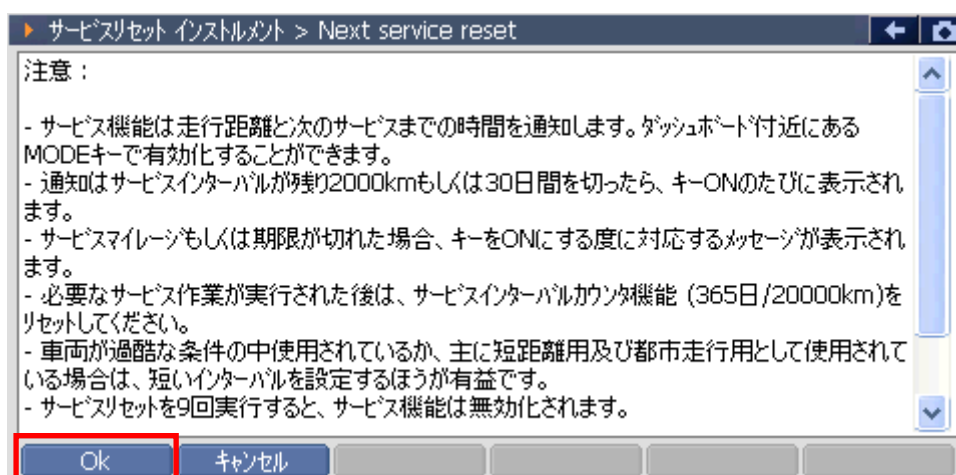 サービスリセット インストルメント > Next service reset
注意：
- サービス機能は走行距離と次のサービスまでの時間を通知します。ダッシュボード付近にある
MODEキーで有効化することができます。
- 通知はサービスインターバルが残り2000kmもしくは30日間を切ったら、キーONのたびに表示され
ます。
- サービスマイレージもしくは期限が切れた場合、キーをONにする度に対応するメッセージが表示され
ます。
- 必要なサービス作業が実行された後は、サービスインターバルカウンタ機能 (365日/20000km)を
リセットしてください。
- 車両が過酷な条件の中使用されているか、主に短距離用及び都市走行用として使用されて
いる場合は、短いインターバルを設定するほうが有益です。
- サービスリセットを9回実行すると、サービス機能は無効化されます。
Ok キャンセル